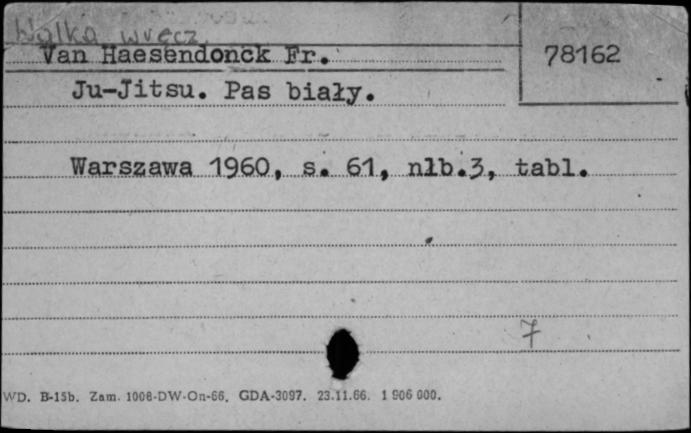 Walka wręcz
Van Haesendonck Fr.
78162
Ju-Jitsu. Pas biały.
Warszawa 1960, s. 61, nlb.3, tabl.
7
WD. B-15b. Zam. 1008-DW-On-66. GDA-3097. 23.11.66. 1 906 000.